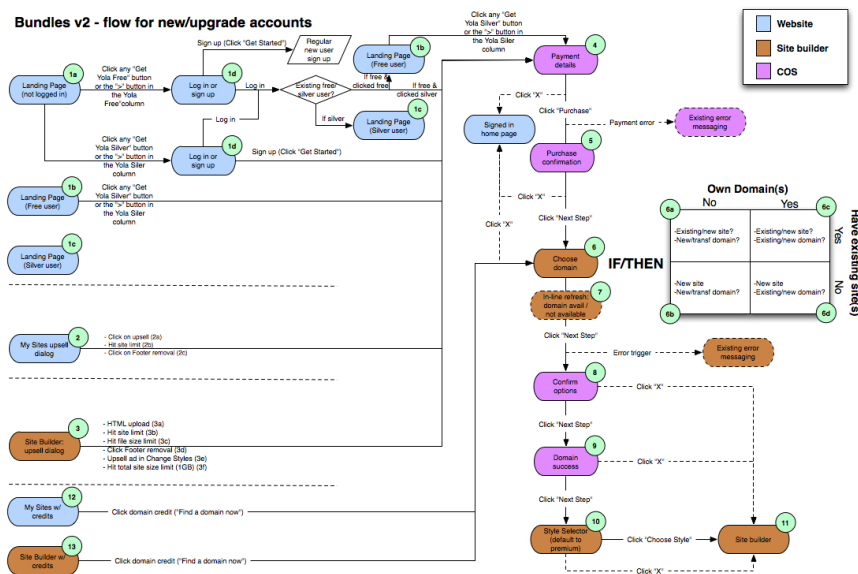 Bundles v2 - flow for new/upgrade accounts
Website
Site builder
COS
1a
Landing Page
(not logged in)
Click any "Get
Yola Free" button
or the ">" button in
the Yola
Free"column
1d
Log in or
sign up
Sign up (Click "Get Started")
Regular
new user
sign up
Log in
Existing free/
silver user?
If free &
clicked free
1b
Landing Page
(Free user)
Click any "Get
Yola Silver" button
or the ">" button in
the Yola Siler
column
If free &
clicked silver
If silver
1c
Landing Page
(Silver user)
Log in
Click any "Get
Yola Silver" button
or the ">" button in
the Yola Siler
column
1d
Log in or
sign up
Sign up (Click "Get Started")
1b
Landing Page
(Free user)
Click any "Get
Yola Silver" button
or the ">" button in
the Yola Siler
column
1c
Landing Page
(Silver user)
2
My Sites upsell
dialog
- Click on upsell (2a)
- Hit site limit (2b)
- Click on Footer removal (2c)
3
Site Builder:
upsell dialog
- HTML upload (3a)
- Hit site limit (3b)
- Hit file size limit (3c)
- Click Footer removal (3d)
- Upsell ad in Change Styles (3e)
- Hit total site size limit (1GB) (3f)
12
My Sites w/
credits
Click domain credit ("Find a domain now")
13
Site Builder w/
credits
Click domain credit ("Find a domain now")
4
Payment
details
Click "X"
Click "Purchase"
Signed in
home page
Payment error
Existing error
messaging
5
Purchase
confirmation
Click "X"
Click "X"
Click "Next Step"
6
Choose
domain
IF/THEN
7
In-line refresh:
domain avail /
not available
Click "Next Step"
Error trigger
Existing error
messaging
8
Confirm
options
Click "X"
Click "Next Step"
9
Domain
success
Click "X"
Click "Next Step"
10
Style Selector
(default to
premium)
Click "Choose Style"
11
Site builder
Click "X"
Own Domain(s)
No
Yes
Have existing site(s)
Yes
No
6a
-Existing/new site?
-New/transf domain?
6c
-Existing/new site?
-Existing/new domain?
6b
-New site
-New/transf domain?
6d
-New site
-Existing/new domain?